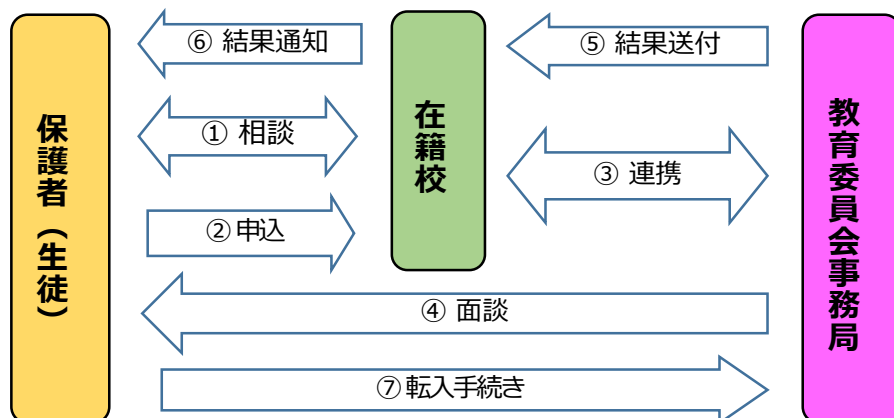 ⑥ 結果通知
⑤ 結果送付
① 相談
③ 連携
② 申込
④ 面談
⑦ 転入手続き
保護者（生徒）
在籍校
教育委員会事務局